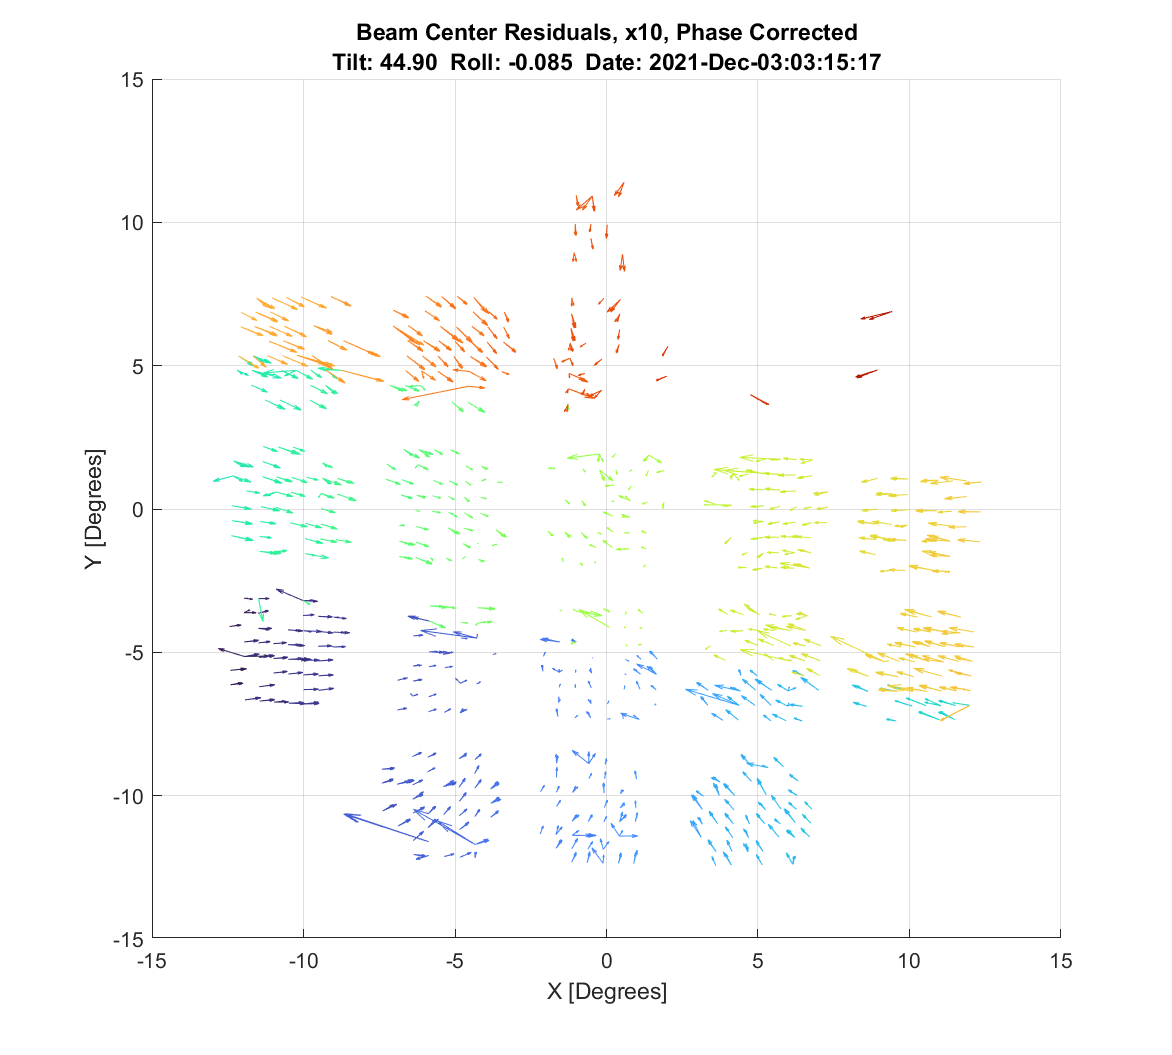 Beam Center Residuals, x10, Phase Corrected
Tilt: 44.90 Roll: -0.085 Date: 2021-Dec-03:03:15:17
15
10
5
0
-5
-10
-15
Y [Degrees]
-15 -10 -5 0 5 10 15
X [Degrees]